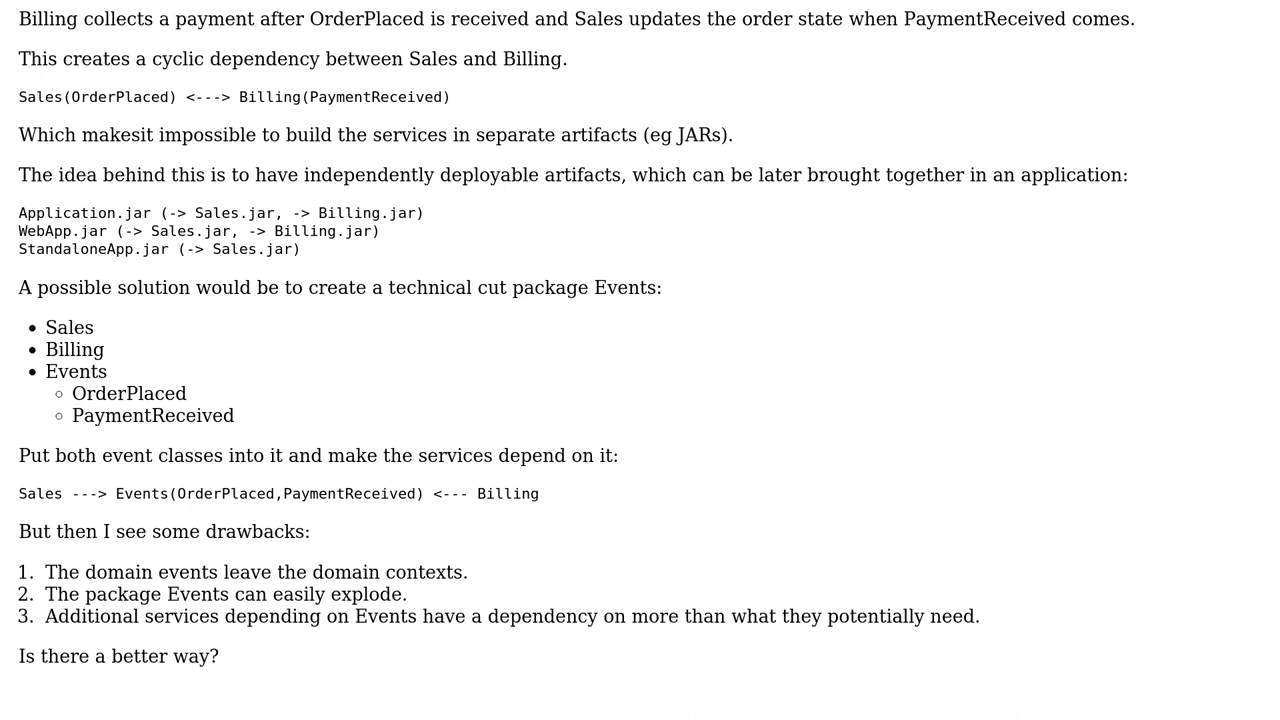 Billing collects a payment after OrderPlaced is received and Sales updates the order state when PaymentReceived comes.
This creates a cyclic dependency between Sales and Billing.
Sales(OrderPlaced) <---> Billing(PaymentReceived)
Which makesit impossible to build the services in separate artifacts (eg JARs).
The idea behind this is to have independently deployable artifacts, which can be later brought together in an application:
Application.jar (-> Sales.jar, -> Billing.jar)
WebApp.jar (-> Sales.jar, -> Billing.jar)
StandaloneApp.jar (-> Sales.jar)
A possible solution would be to create a technical cut package Events:
• Sales
• Billing
• Events
◦ OrderPlaced
◦ PaymentReceived
Put both event classes into it and make the services depend on it:
Sales ---> Events(OrderPlaced,PaymentReceived) <--- Billing
But then I see some drawbacks:
1. The domain events leave the domain contexts.
2. The package Events can easily explode.
3. Additional services depending on Events have a dependency on more than what they potentially need.
Is there a better way?